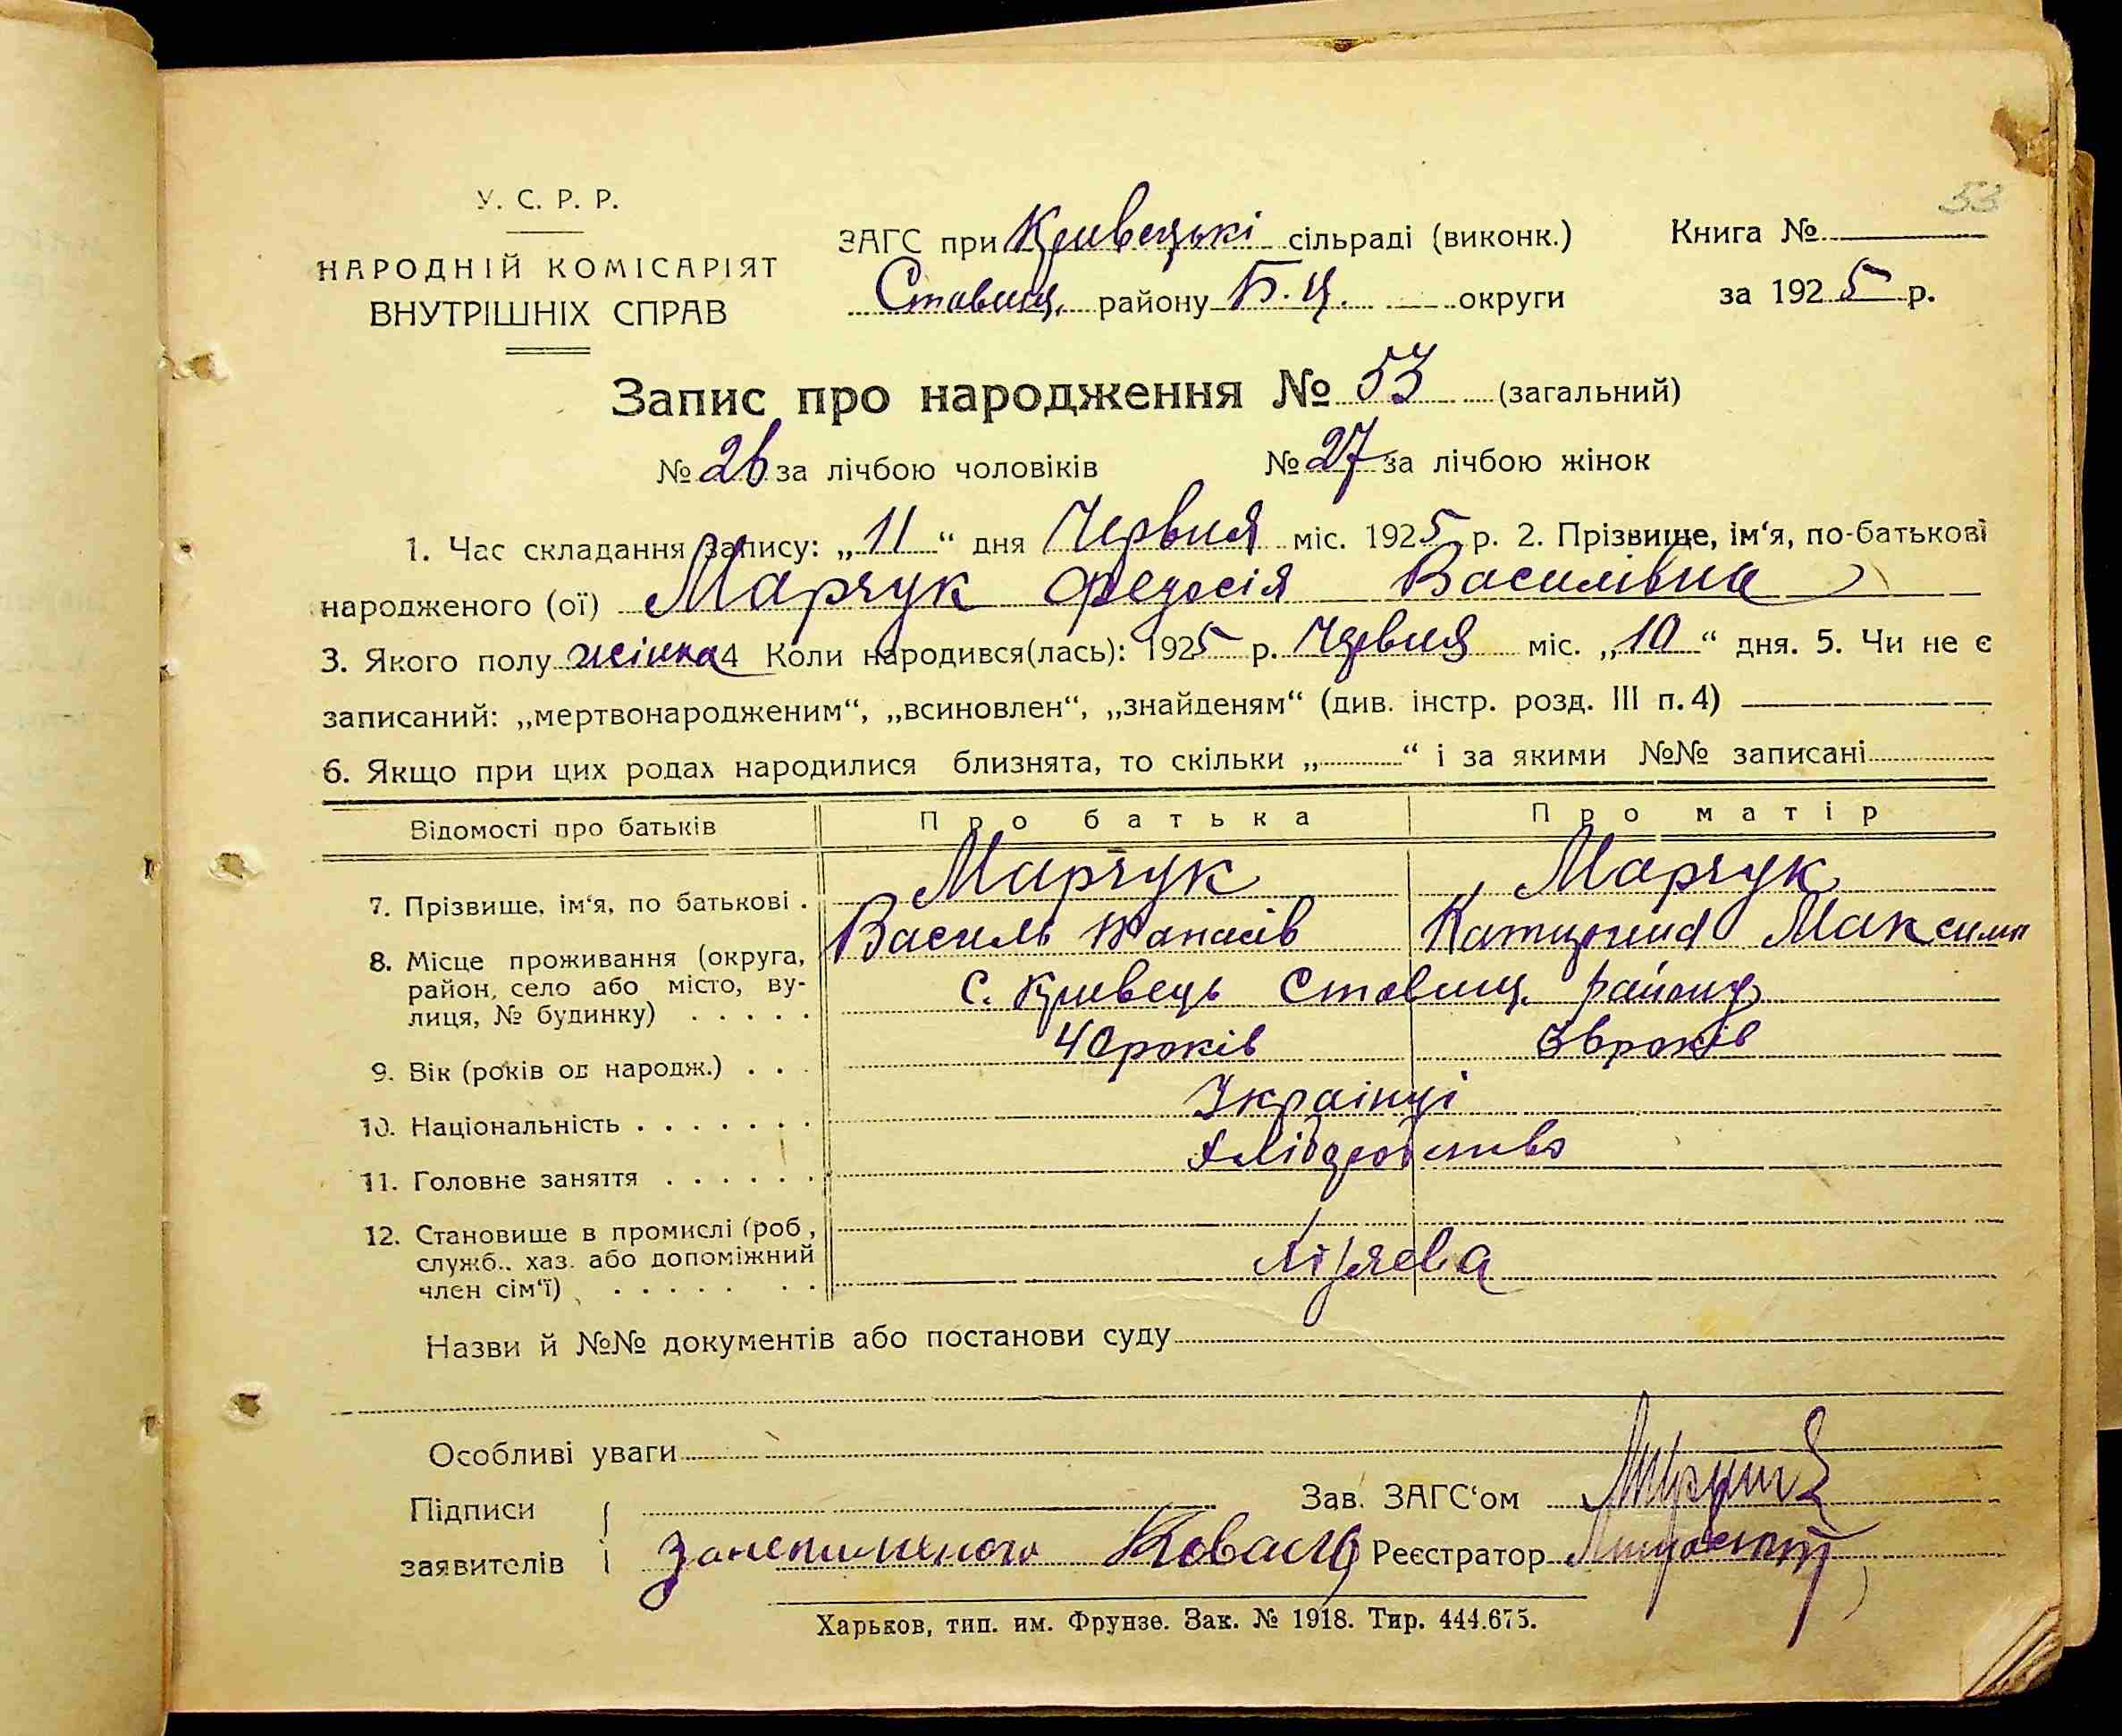 53
У. С. Р. Р.
НАРОДНІЙ КОМІСАРІЯТ
ВНУТРІШНІХ СПРАВ
ЗАГС при Кривецькі сільраді (виконк.)
Ставищ. району Б.Ц. округи
Книга №
за 1925 р.
Запис про народження № 53 (загальний)
№ 26 за лічбою чоловіків № 27 за лічбою жінок
1. Час складання запису: „11“ дня Червня міс. 1925 р. 2. Прізвище, ім‘я, по-батькові
народженого (ої) Марчук Федосія Василівна
3. Якого полу жінка 4 Коли народився(лась): 1925 р. Червня міс. „10“ дня. 5. Чи не є
записаний: „мертвонародженим“, „всиновлен“, „знайденям“ (див. інстр. розд. III п. 4)
6. Якщо при цих родах народилися близнята, то скільки „ “ і за якими №№ записані
Відомості про батьків Про батька Про матір
7. Прізвище, ім‘я, по батькові . Марчук Марчук
Василь Панасів Катирина Максим
8. Місце проживання (округа,
район, село або місто, ву-
лиця, № будинку) . . . . . с. Кривець Ставищ. району
9. Вік (років од народж.) . . . 40 років 36 років
10. Національність . . . . . . . Українці
11. Головне заняття . . . . . . Хліборобство
12. Становище в промислі (роб.,
служб.. хаз. або допоміжний
член сім‘ї) . . . . . . .
Назви й №№ документів або постанови суду
Особливі уваги
Підписи
заявителів Коваль
Зав. ЗАГС‘ом
Реєстратор
Харьков, тип. им. Фрунзе. Зак. № 1918. Тир. 444.675.